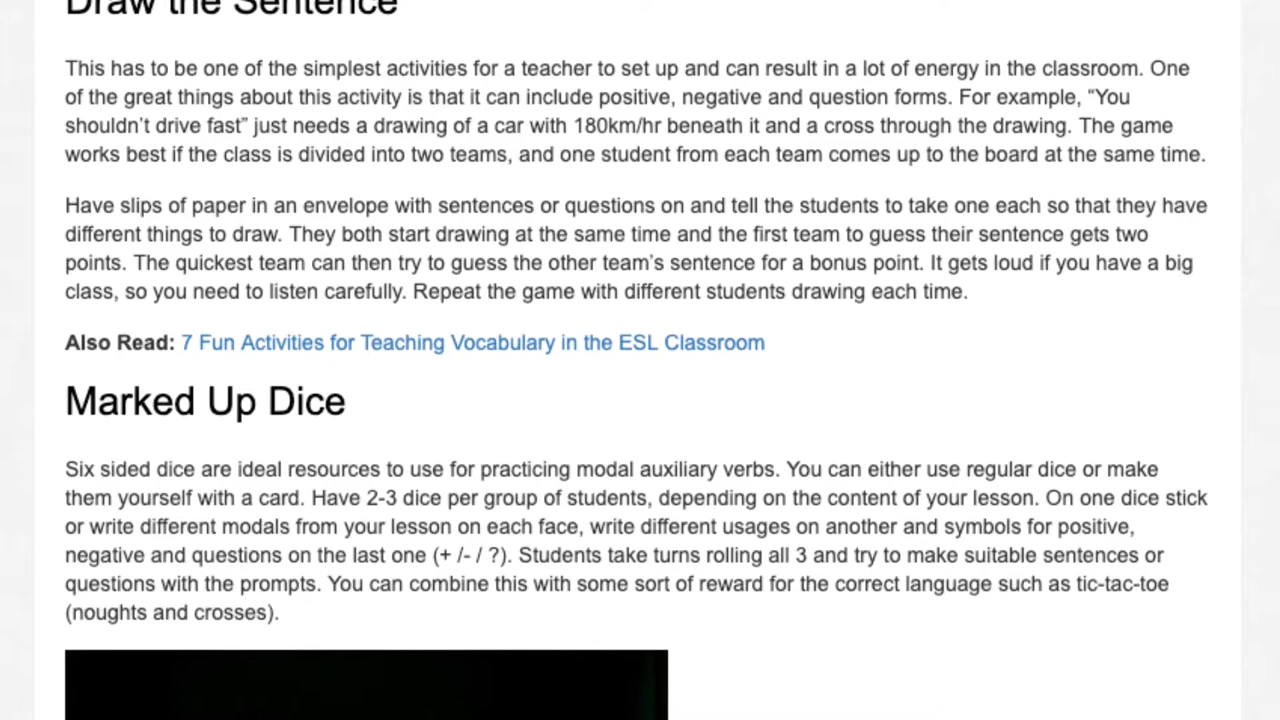 Draw the Sentence
This has to be one of the simplest activities for a teacher to set up and can result in a lot of energy in the classroom. One
of the great things about this activity is that it can include positive, negative and question forms. For example, “You
shouldn’t drive fast” just needs a drawing of a car with 180km/hr beneath it and a cross through the drawing. The game
works best if the class is divided into two teams, and one student from each team comes up to the board at the same time.
Have slips of paper in an envelope with sentences or questions on and tell the students to take one each so that they have
different things to draw. They both start drawing at the same time and the first team to guess their sentence gets two
points. The quickest team can then try to guess the other team’s sentence for a bonus point. It gets loud if you have a big
class, so you need to listen carefully. Repeat the game with different students drawing each time.
Also Read: 7 Fun Activities for Teaching Vocabulary in the ESL Classroom
Marked Up Dice
Six sided dice are ideal resources to use for practicing modal auxiliary verbs. You can either use regular dice or make
them yourself with a card. Have 2-3 dice per group of students, depending on the content of your lesson. On one dice stick
or write different modals from your lesson on each face, write different usages on another and symbols for positive,
negative and questions on the last one (+ /- / ?). Students take turns rolling all 3 and try to make suitable sentences or
questions with the prompts. You can combine this with some sort of reward for the correct language such as tic-tac-toe
(noughts and crosses).